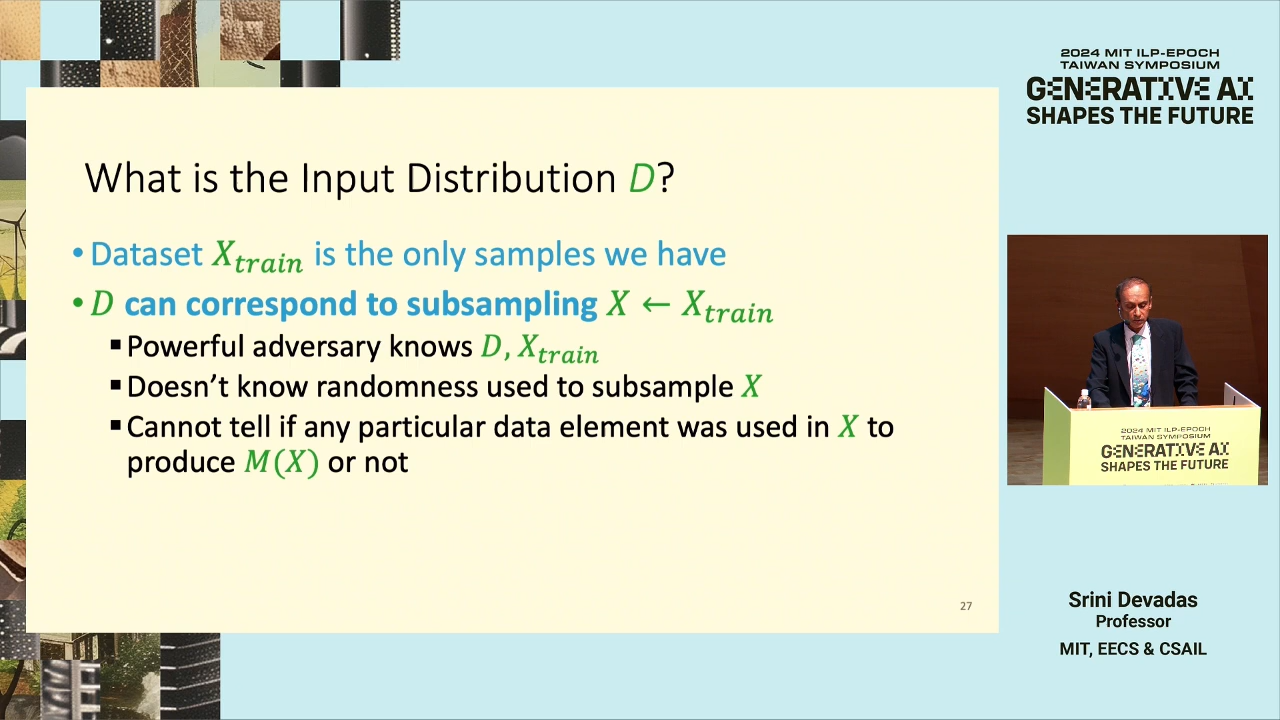 2024 MIT ILP-EPOCH
TAIWAN SYMPOSIUM
GENERATIVE AI
SHAPES THE FUTURE
What is the Input Distribution D?
• Dataset X_train is the only samples we have
• D can correspond to subsampling X ← X_train
▪ Powerful adversary knows D, X_train
▪ Doesn’t know randomness used to subsample X
▪ Cannot tell if any particular data element was used in X to
produce M(X) or not
27
2024 MIT ILP-EPOCH
TAIWAN SYMPOSIUM
GENERATIVE AI
SHAPES THE FUTURE
Srini Devadas
Professor
MIT, EECS & CSAIL